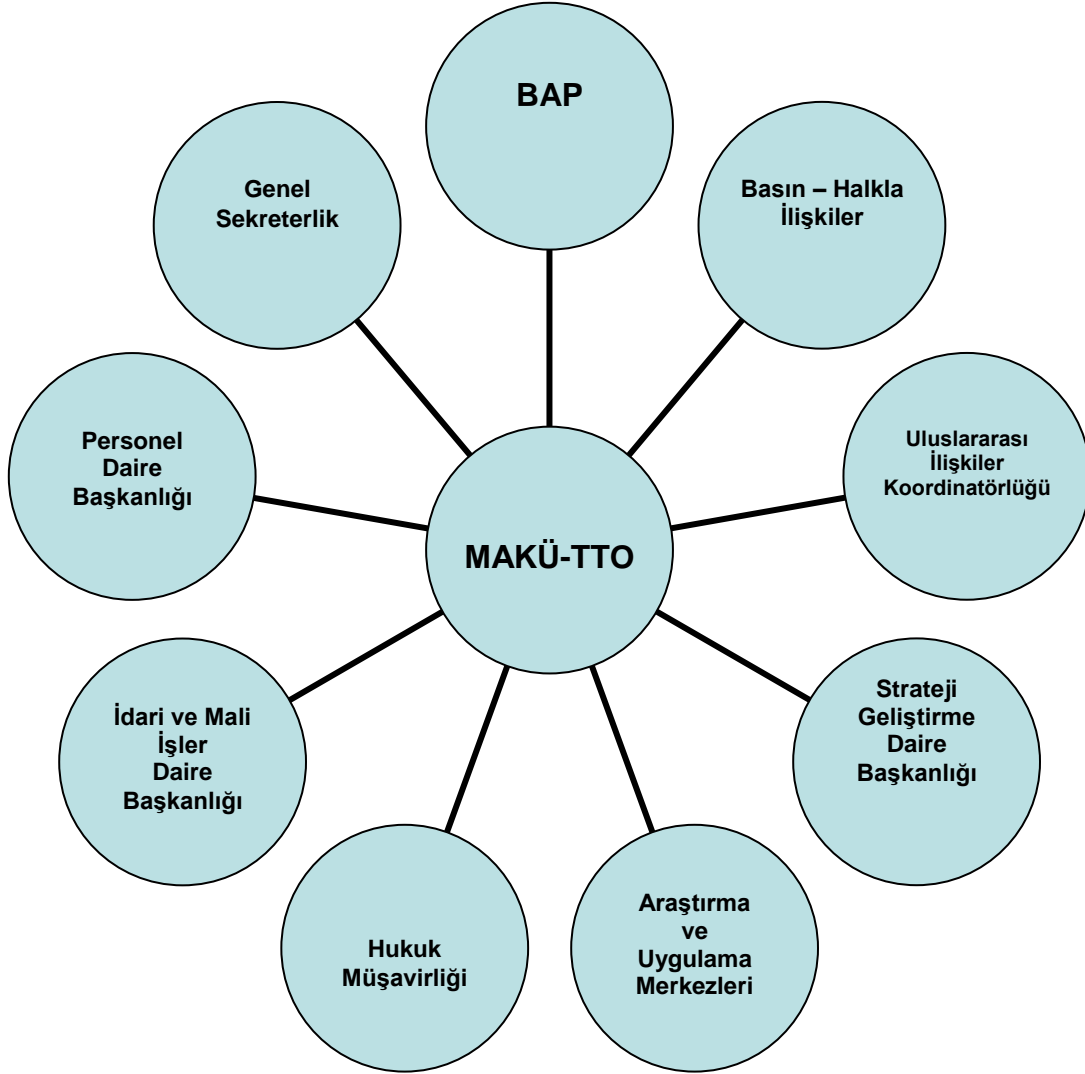 BAP
Genel
Sekreterlik
Basın – Halkla
İlişkiler
Personel
Daire
Başkanlığı
Uluslararası
İlişkiler
Koordinatörlüğü
MAKÜ-TTO
İdari ve Mali
İşler
Daire
Başkanlığı
Strateji
Geliştirme
Daire
Başkanlığı
Hukuk
Müşavirliği
Araştırma
ve
Uygulama
Merkezleri